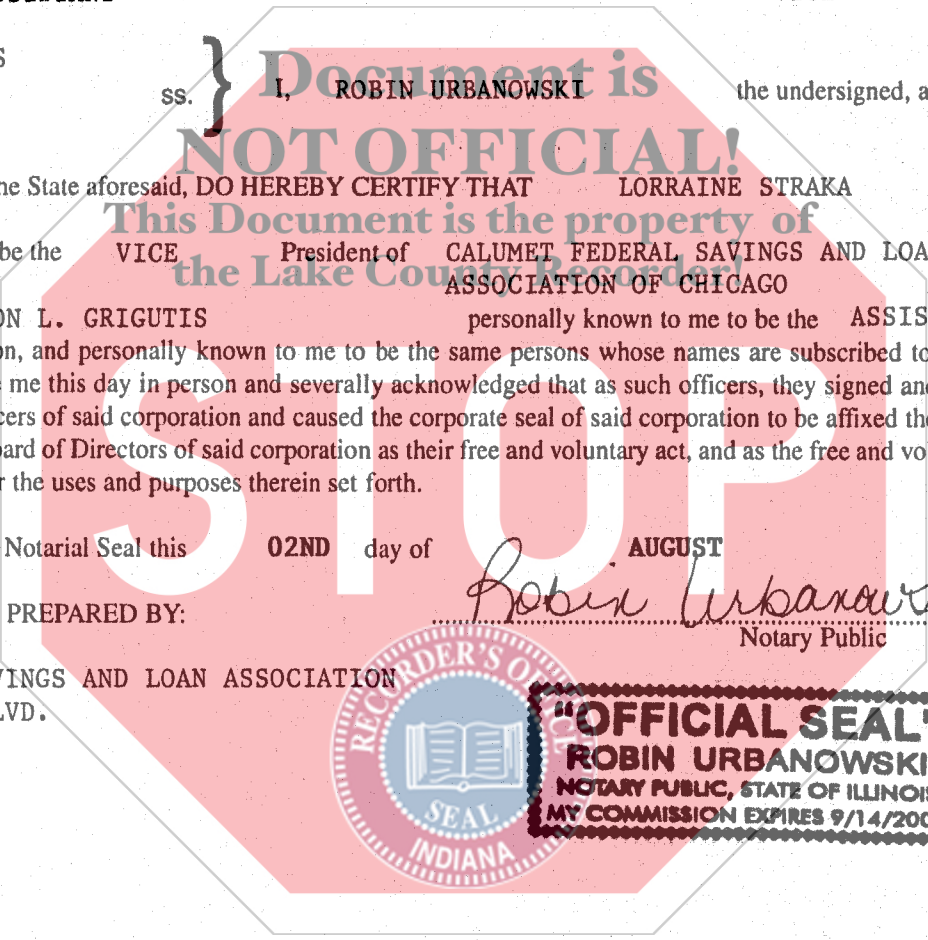 S
ss. } I, ROBIN URBANOWSKI the undersigned, a
Document is
NOT OFFICIAL!
he State aforesaid, DO HEREBY CERTIFY THAT LORRAINE STRAKA
This Document is the property of
be the VICE President of CALUMET FEDERAL SAVINGS AND LOA
the Lake County Recorder!
ASSOCIATION OF CHICAGO
ON L. GRIGUTIS personally known to me to be the ASSIS
on, and personally known to me to be the same persons whose names are subscribed to
e me this day in person and severally acknowledged that as such officers, they signed and
cers of said corporation and caused the corporate seal of said corporation to be affixed the
oard of Directors of said corporation as their free and voluntary act, and as the free and vo
r the uses and purposes therein set forth.
STOP
Notarial Seal this 02ND day of AUGUST
Robin Urbanows
PREPARED BY:
Notary Public
VINGS AND LOAN ASSOCIATION
LVD.
RECORDER'S OFFICE
SEAL
INDIANA
"OFFICIAL SEAL"
ROBIN URBANOWSKI
NOTARY PUBLIC, STATE OF ILLINOIS
MY COMMISSION EXPIRES 9/14/200